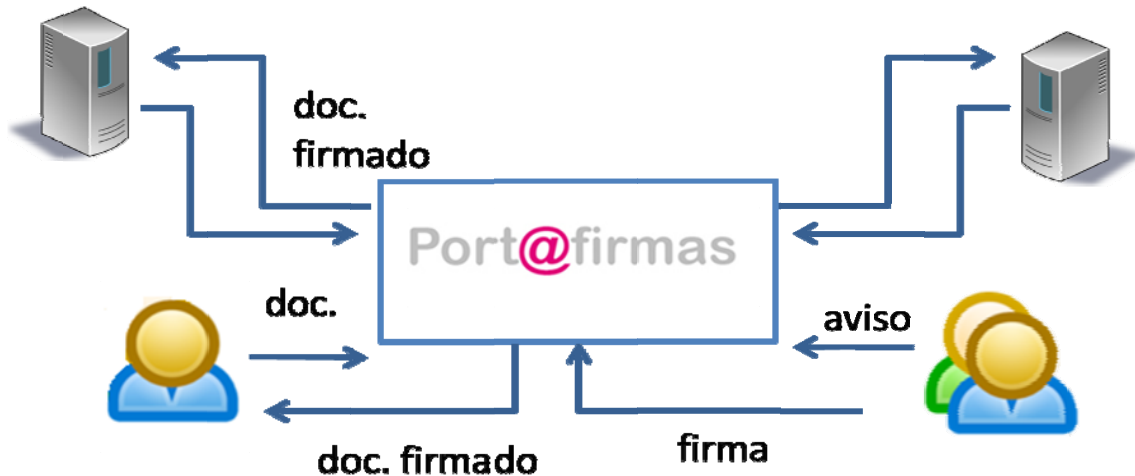 doc.
firmado
Port@firmas
doc.
aviso
doc. firmado
firma